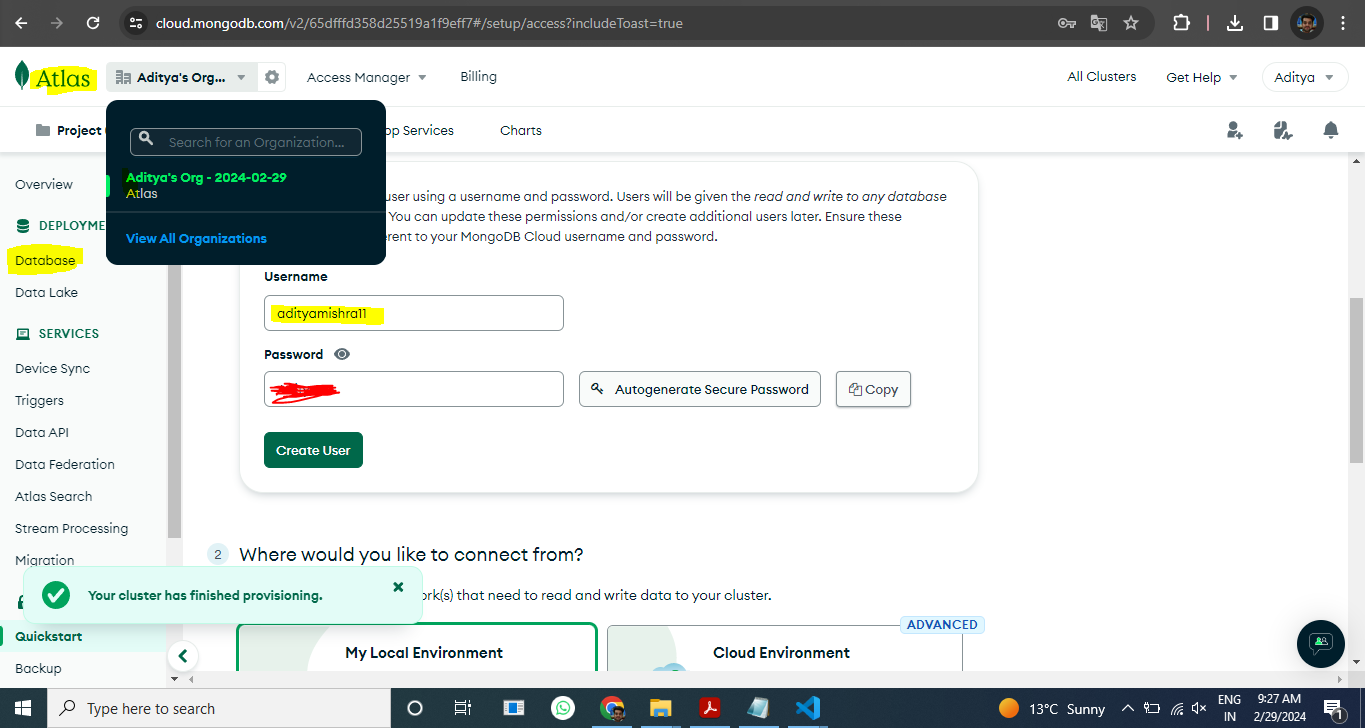 cloud.mongodb.com/v2/65dfffd358d25519a1f9eff7#/setup/access?includeToast=true
Atlas
Aditya's Org...
Access Manager
Billing
All Clusters
Get Help
Aditya
Project
pp Services
Charts
Search for an Organization...
Aditya's Org - 2024-02-29
Atlas
View All Organizations
Overview
DEPLOYME
Database
Data Lake
SERVICES
Device Sync
Triggers
Data API
Data Federation
Atlas Search
Stream Processing
Migration
Quickstart
Backup
user using a username and password. Users will be given the read and write to any database
You can update these permissions and/or create additional users later. Ensure these
erent to your MongoDB Cloud username and password.
Username
adityamishra11
Password
Autogenerate Secure Password
Copy
Create User
2 Where would you like to connect from?
ork(s) that need to read and write data to your cluster.
Your cluster has finished provisioning.
ADVANCED
My Local Environment
Cloud Environment
Type here to search
13°C Sunny
ENG
IN
9:27 AM
2/29/2024
1